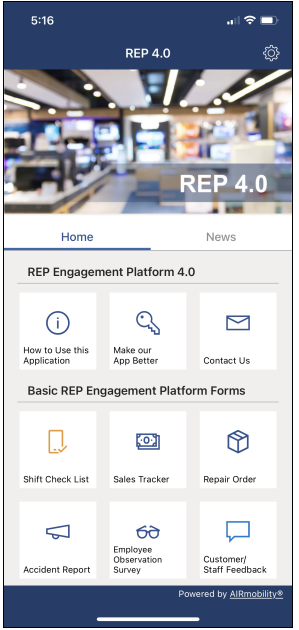 5:16
REP 4.0
REP 4.0
Home News
REP Engagement Platform 4.0
How to Use this
Application
Make our
App Better
Contact Us
Basic REP Engagement Platform Forms
Shift Check List
Sales Tracker
Repair Order
Accident Report
Employee
Observation
Survey
Customer/
Staff Feedback
Powered by AIRmobility®